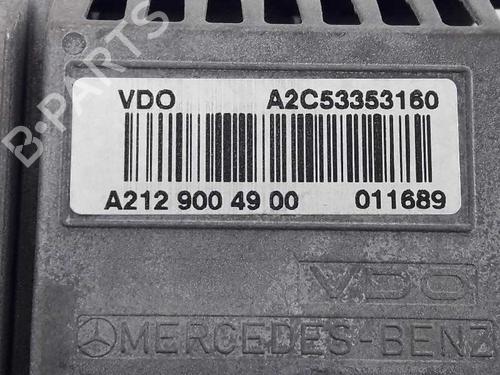 VDO A2C53353160
A212 900 49 00 011689
VDO
MERCEDES-BENZ
B-PARTS